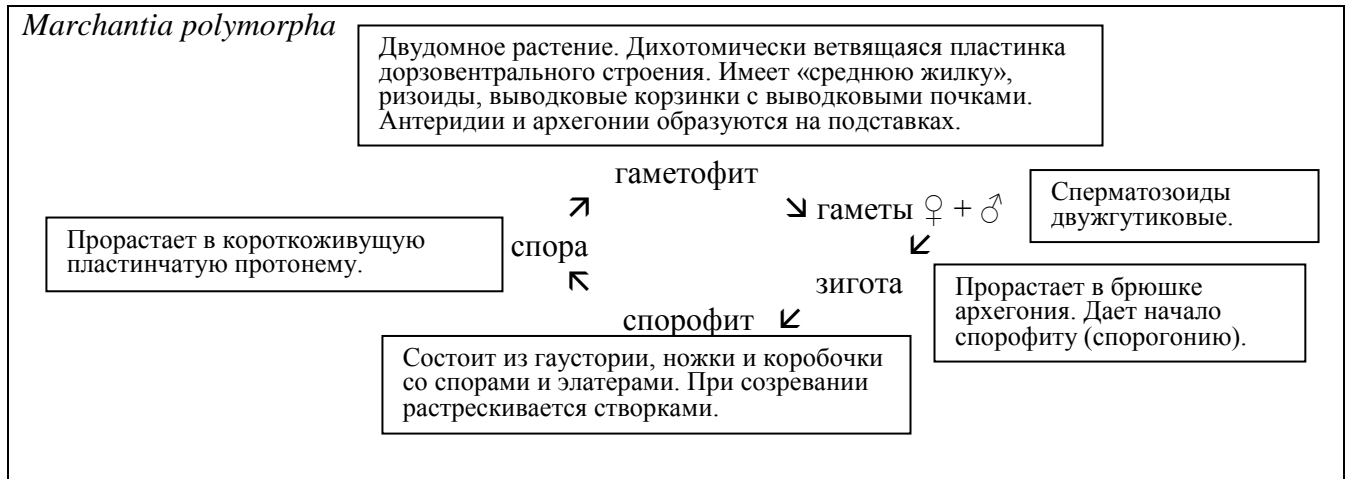 Marchantia polymorpha
Двудомное растение. Дихотомически ветвящаяся пластинка
дорзовентрального строения. Имеет «среднюю жилку»,
ризоиды, выводковые корзинки с выводковыми почками.
Антеридии и архегонии образуются на подставках.
гаметофит
гаметы ♀ + ♂
Сперматозоиды
двужгутиковые.
Прорастает в короткоживущую
пластинчатую протонему.
спора
зигота
Прорастает в брюшке
архегония. Дает начало
спорофиту (спорогонию).
спорофит
Состоит из гаустории, ножки и коробочки
со спорами и элатерами. При созревании
растрескивается створками.